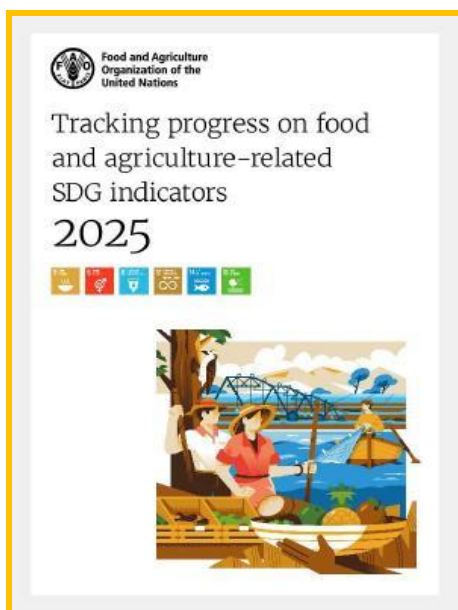 Food and Agriculture
Organization of the
United Nations
Tracking progress on food
and agriculture-related
SDG indicators
2025